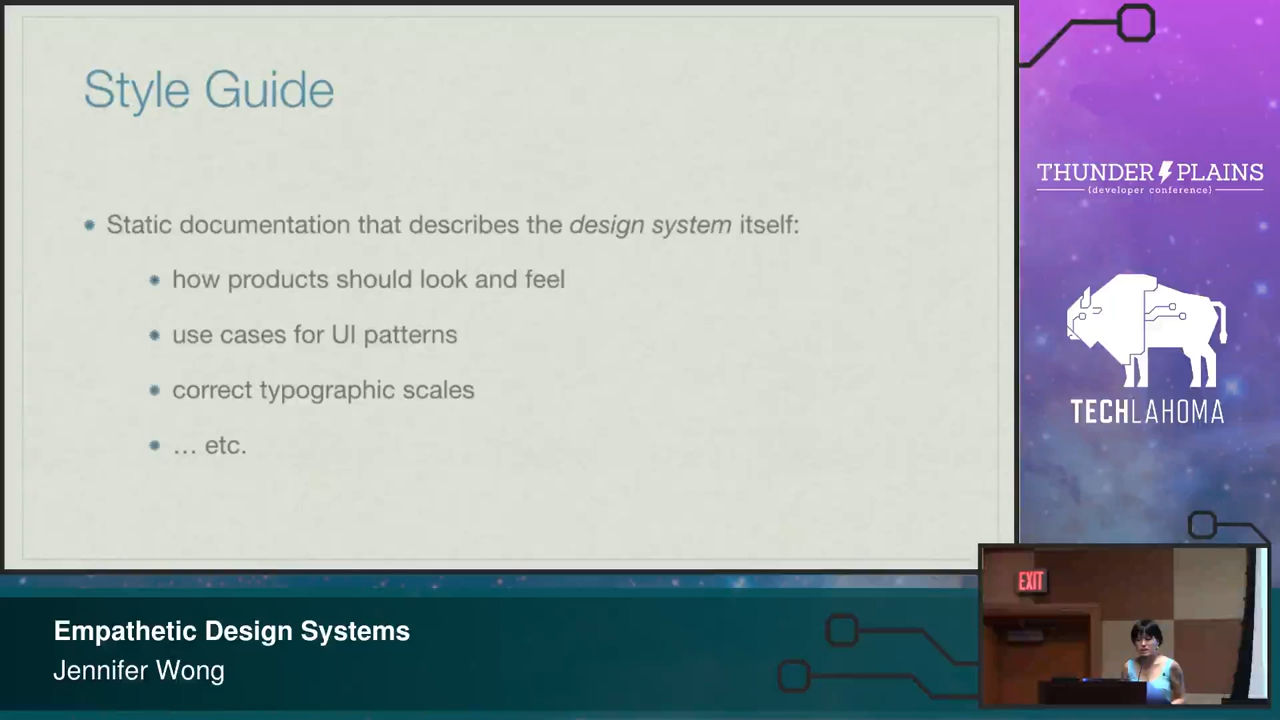 Style Guide
Static documentation that describes the design system itself:
how products should look and feel
use cases for UI patterns
correct typographic scales
… etc.
THUNDER PLAINS
{developer conference}
TECHLAHOMA
EXIT
Empathetic Design Systems
Jennifer Wong